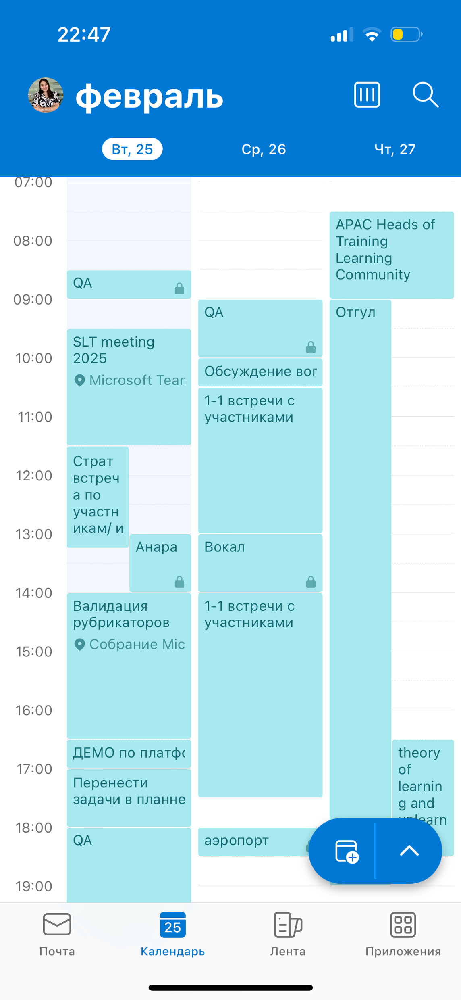 22:47
февраль
Вт, 25
Ср, 26
Чт, 27
07:00
08:00
09:00
10:00
11:00
12:00
13:00
14:00
15:00
16:00
17:00
18:00
19:00
QA
SLT meeting
2025
Microsoft Tean
Страт
встреч
а по
участн
икам/ и
Анара
Валидация
рубрикаторов
Собрание Mic
ДЕМО по платфо
Перенести
задачи в планне
QA
QA
Обсуждение воп
1-1 встречи с
участниками
Вокал
1-1 встречи с
участниками
аэропорт
APAC Heads of
Training
Learning
Community
Отгул
theory
of
learnin
g and
unlearn
Почта
25
Календарь
Лента
Приложения